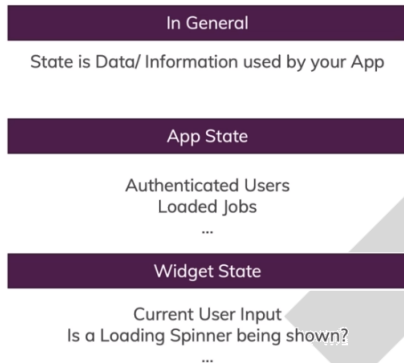 In General
State is Data/ Information used by your App
App State
Authenticated Users
Loaded Jobs
...
Widget State
Current User Input
Is a Loading Spinner being shown?
...